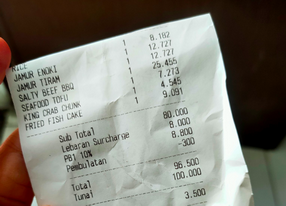 RICE 1 8.182
JAMUR ENOKI 1 12.727
JAMUR TIRAM 1 12.727
SALTY BEEF BBQ 1 25.455
SEAFOOD TOFU 1 7.273
KING CRAB CHUNK 1 4.545
FRIED FISH CAKE 1 9.091
Sub Total 80.000
Lebaran Surcharge 8.000
PB1 10% 8.800
Pembulatan -300
Total 96.500
Tunai 100.000
3.500